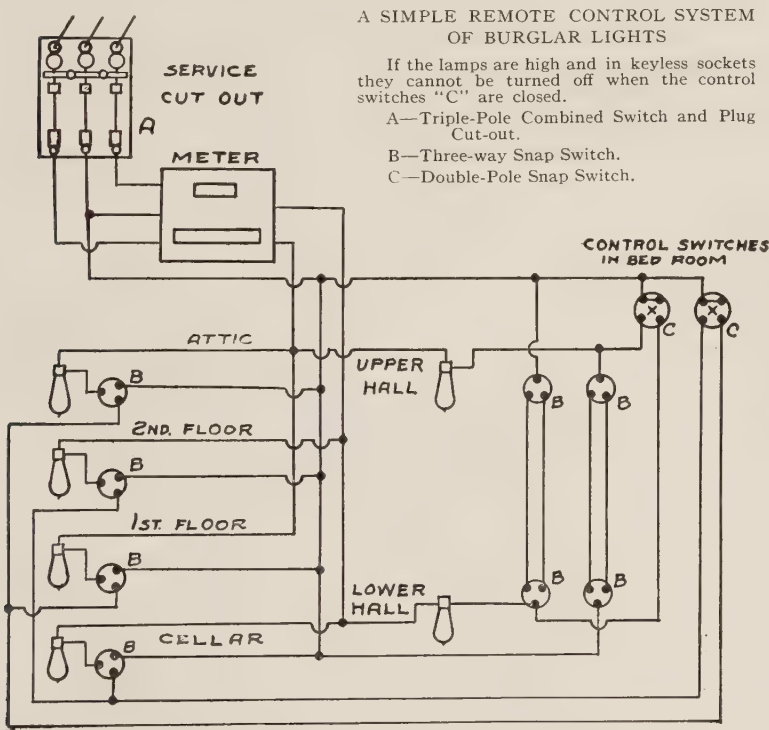 A SIMPLE REMOTE CONTROL SYSTEM
OF BURGLAR LIGHTS
If the lamps are high and in keyless sockets
they cannot be turned off when the control
switches "C" are closed.
A—Triple-Pole Combined Switch and Plug
Cut-out.
B—Three-way Snap Switch.
C—Double-Pole Snap Switch.
SERVICE
CUT OUT
A
METER
CONTROL SWITCHES
IN BED ROOM
C
C
ATTIC
B
UPPER
HALL
B
B
2ND. FLOOR
B
1ST. FLOOR
B
LOWER
HALL
B
B
CELLAR
B